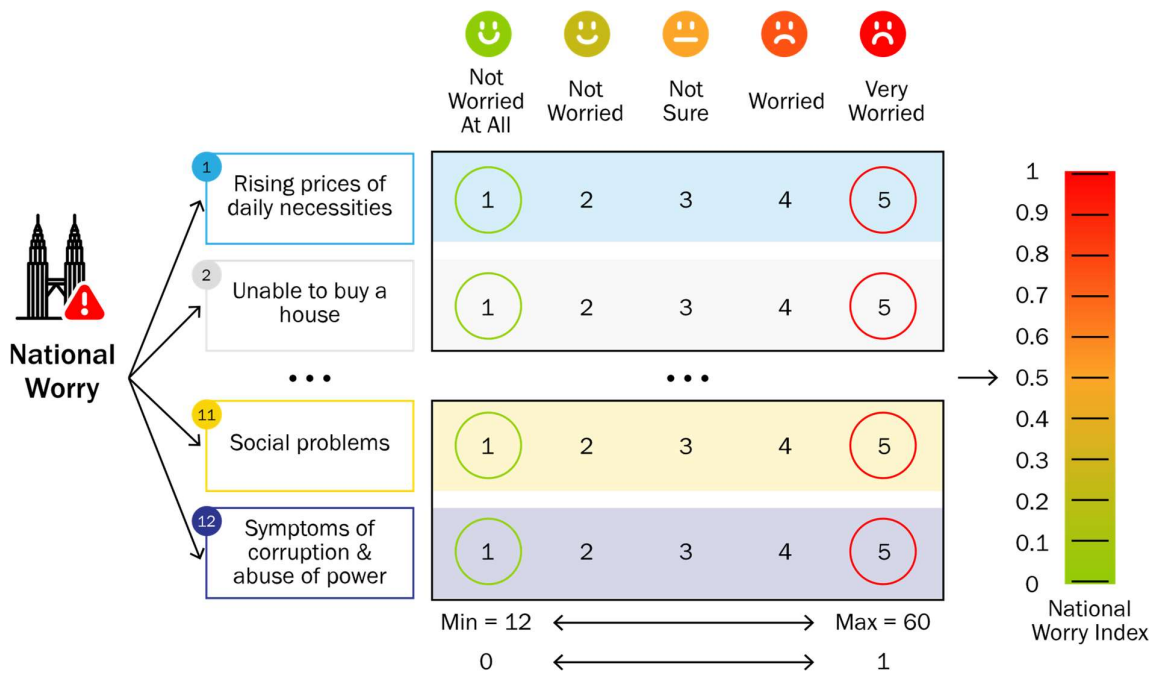 Not
Worried
At All
Not
Worried
Not
Sure
Worried
Very
Worried
National
Worry
1
Rising prices of
daily necessities
1 2 3 4 5
2
Unable to buy a
house
1 2 3 4 5
... ...
11
Social problems
1 2 3 4 5
12
Symptoms of
corruption &
abuse of power
1 2 3 4 5
Min = 12 Max = 60
0 1
1
0.9
0.8
0.7
0.6
0.5
0.4
0.3
0.2
0.1
0
National
Worry Index